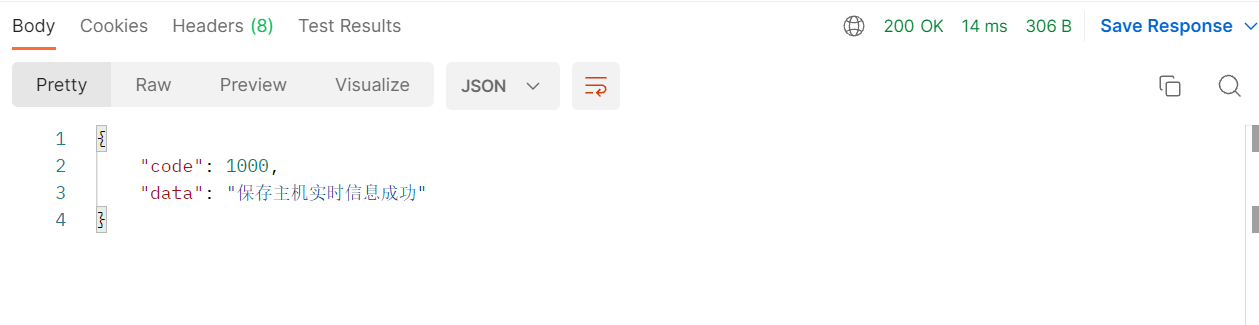 Body Cookies Headers (8) Test Results 200 OK 14 ms 306 B Save Response
Pretty Raw Preview Visualize JSON
1 {
2 "code": 1000,
3 "data": "保存主机实时信息成功"
4 }